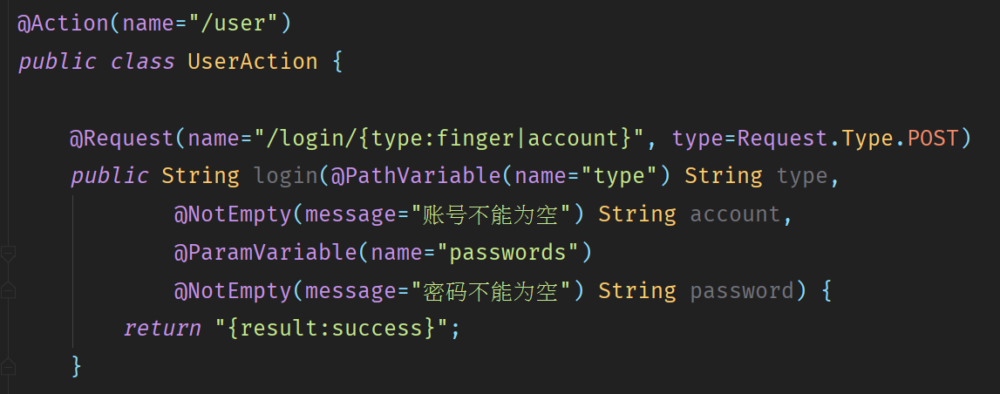 @Action(name="/user")
public class UserAction {
@Request(name="/login/{type:finger|account}", type=Request.Type.POST)
public String login(@PathVariable(name="type") String type,
@NotEmpty(message="账号不能为空") String account,
@ParamVariable(name="passwords")
@NotEmpty(message="密码不能为空") String password) {
return "{result:success}";
}